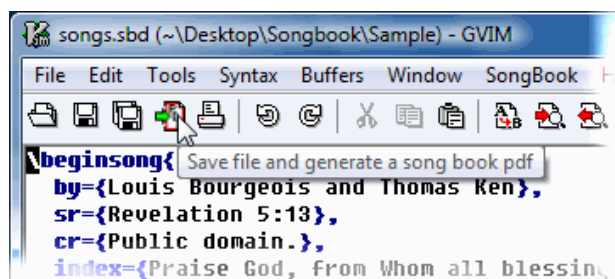 songs.sbd (~\Desktop\Songbook\Sample) - GVIM
File Edit Tools Syntax Buffers Window SongBook H
\beginsong{
Save file and generate a song book pdf
by={Louis Bourgeois and Thomas Ken},
sr={Revelation 5:13},
cr={Public domain.},
index={Praise God, from Whom all blessin